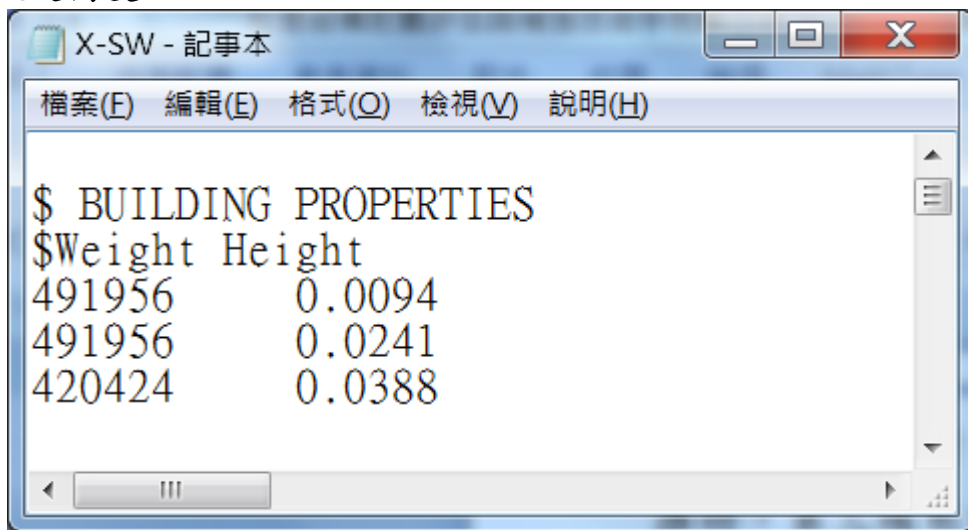 X-SW - 記事本
檔案(F) 編輯(E) 格式(O) 檢視(V) 說明(H)
$ BUILDING PROPERTIES
$Weight Height
491956 0.0094
491956 0.0241
420424 0.0388